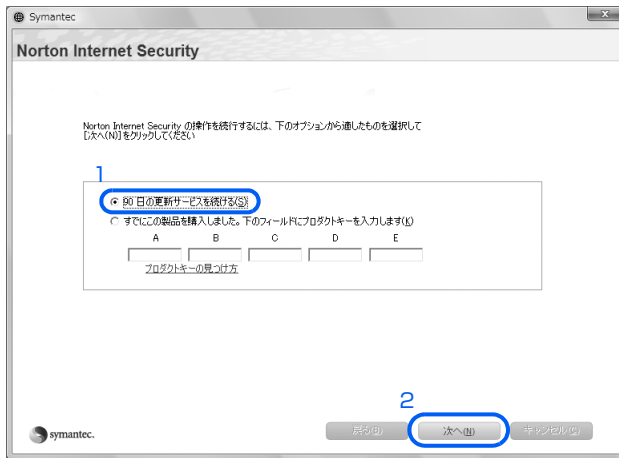 Symantec
Norton Internet Security
Norton Internet Security の操作を続行するには、下のオプションから適したものを選択して
[次へ(N)]をクリックしてください
1
90 日の更新サービスを続ける(S)
すでにこの製品を購入しました。下のフィールドにプロダクトキーを入力します(K)
A B C D E
プロダクトキーの見つけ方
2
symantec.
戻る(B) 次へ(N) キャンセル(C)